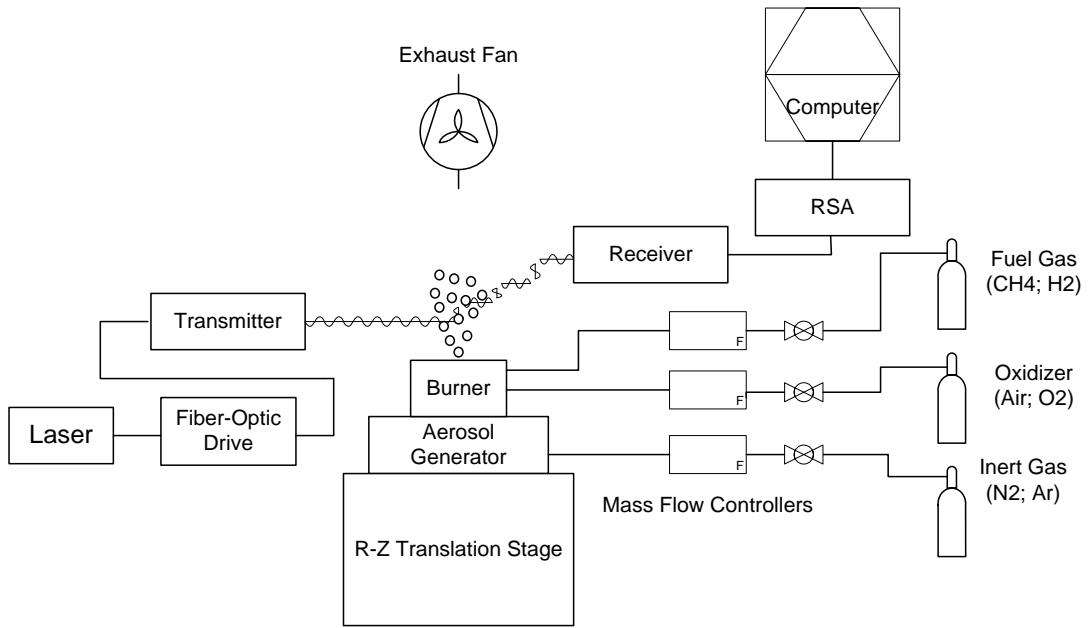 Exhaust Fan
Computer
RSA
Receiver
Fuel Gas
(CH4; H2)
Transmitter
F
Burner
Oxidizer
(Air; O2)
F
Laser
Fiber-Optic
Drive
Aerosol
Generator
F
Inert Gas
(N2; Ar)
Mass Flow Controllers
R-Z Translation Stage